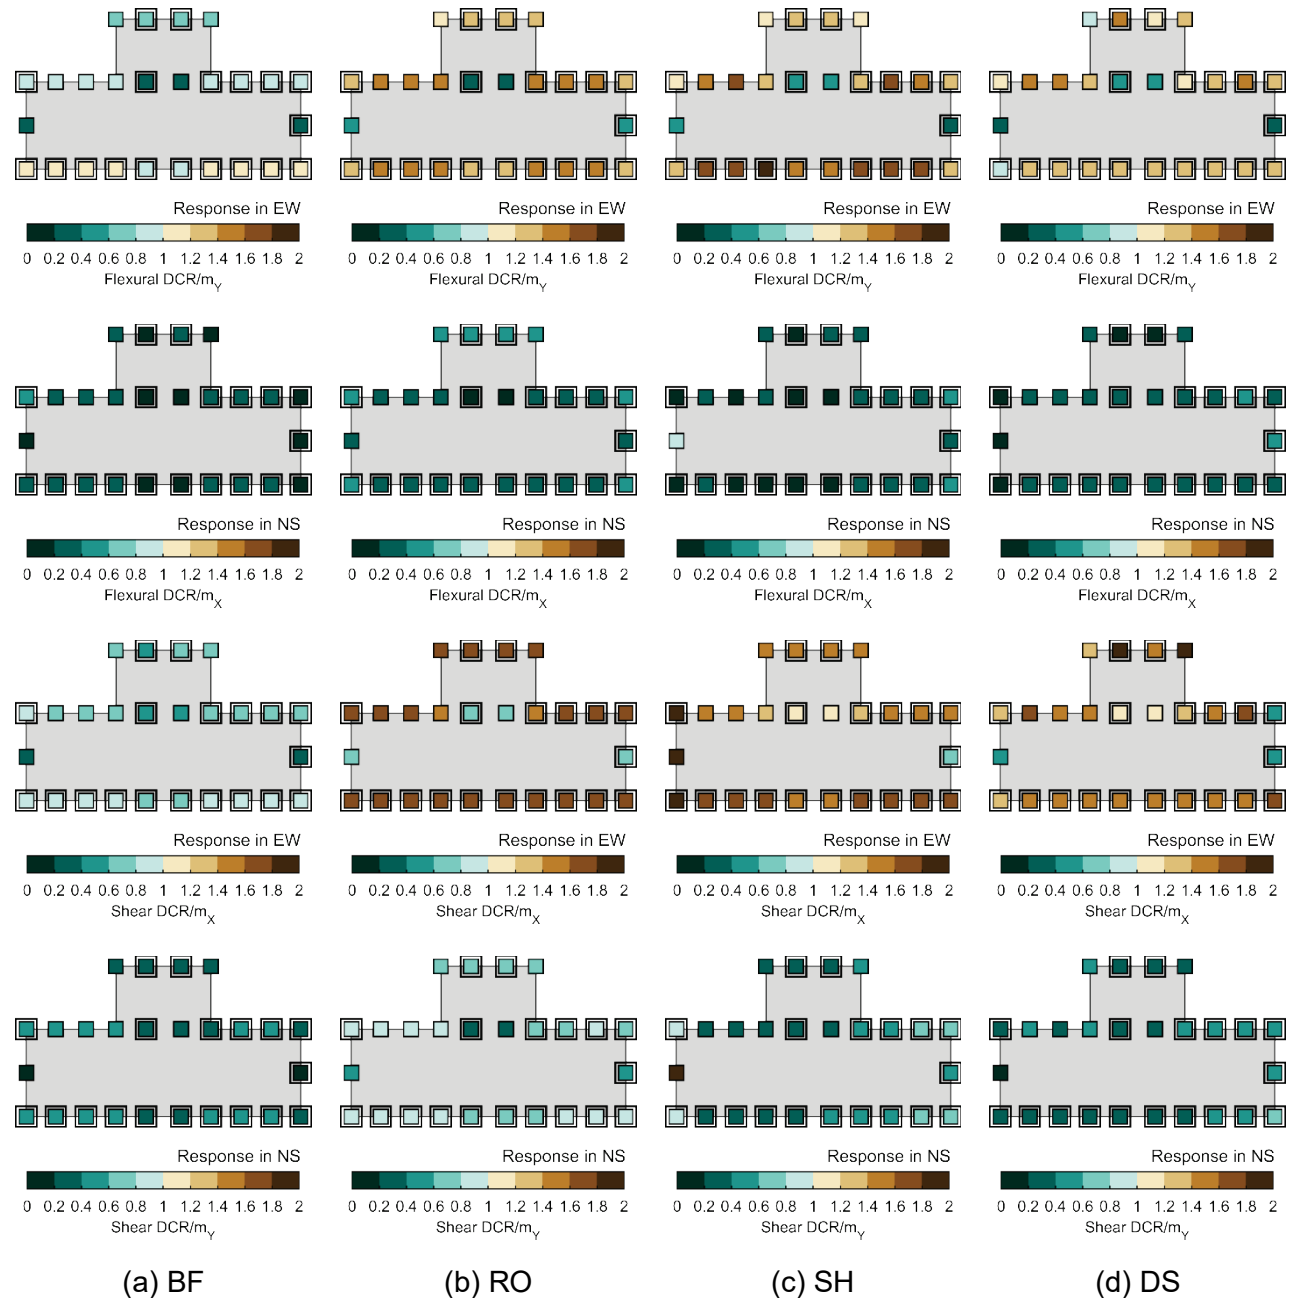 Response in EW Response in EW Response in EW Response in EW
0 0.2 0.4 0.6 0.8 1 1.2 1.4 1.6 1.8 2 0 0.2 0.4 0.6 0.8 1 1.2 1.4 1.6 1.8 2 0 0.2 0.4 0.6 0.8 1 1.2 1.4 1.6 1.8 2 0 0.2 0.4 0.6 0.8 1 1.2 1.4 1.6 1.8 2
Flexural DCR/m_Y Flexural DCR/m_Y Flexural DCR/m_Y Flexural DCR/m_Y
Response in NS Response in NS Response in NS Response in NS
0 0.2 0.4 0.6 0.8 1 1.2 1.4 1.6 1.8 2 0 0.2 0.4 0.6 0.8 1 1.2 1.4 1.6 1.8 2 0 0.2 0.4 0.6 0.8 1 1.2 1.4 1.6 1.8 2 0 0.2 0.4 0.6 0.8 1 1.2 1.4 1.6 1.8 2
Flexural DCR/m_X Flexural DCR/m_X Flexural DCR/m_X Flexural DCR/m_X
Response in EW Response in EW Response in EW Response in EW
0 0.2 0.4 0.6 0.8 1 1.2 1.4 1.6 1.8 2 0 0.2 0.4 0.6 0.8 1 1.2 1.4 1.6 1.8 2 0 0.2 0.4 0.6 0.8 1 1.2 1.4 1.6 1.8 2 0 0.2 0.4 0.6 0.8 1 1.2 1.4 1.6 1.8 2
Shear DCR/m_X Shear DCR/m_X Shear DCR/m_X Shear DCR/m_X
Response in NS Response in NS Response in NS Response in NS
0 0.2 0.4 0.6 0.8 1 1.2 1.4 1.6 1.8 2 0 0.2 0.4 0.6 0.8 1 1.2 1.4 1.6 1.8 2 0 0.2 0.4 0.6 0.8 1 1.2 1.4 1.6 1.8 2 0 0.2 0.4 0.6 0.8 1 1.2 1.4 1.6 1.8 2
Shear DCR/m_Y Shear DCR/m_Y Shear DCR/m_Y Shear DCR/m_Y
(a) BF (b) RO (c) SH (d) DS